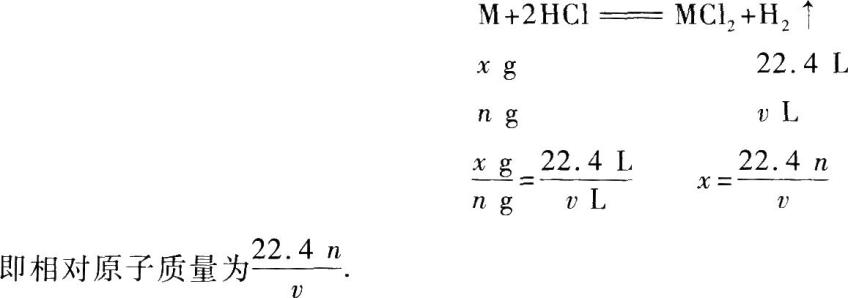 M+2HCl══MCl₂+H₂↑
x g 22.4 L
n g v L
x g/n g=22.4 L/v L x=22.4 n/v
即相对原子质量为22.4 n/v.